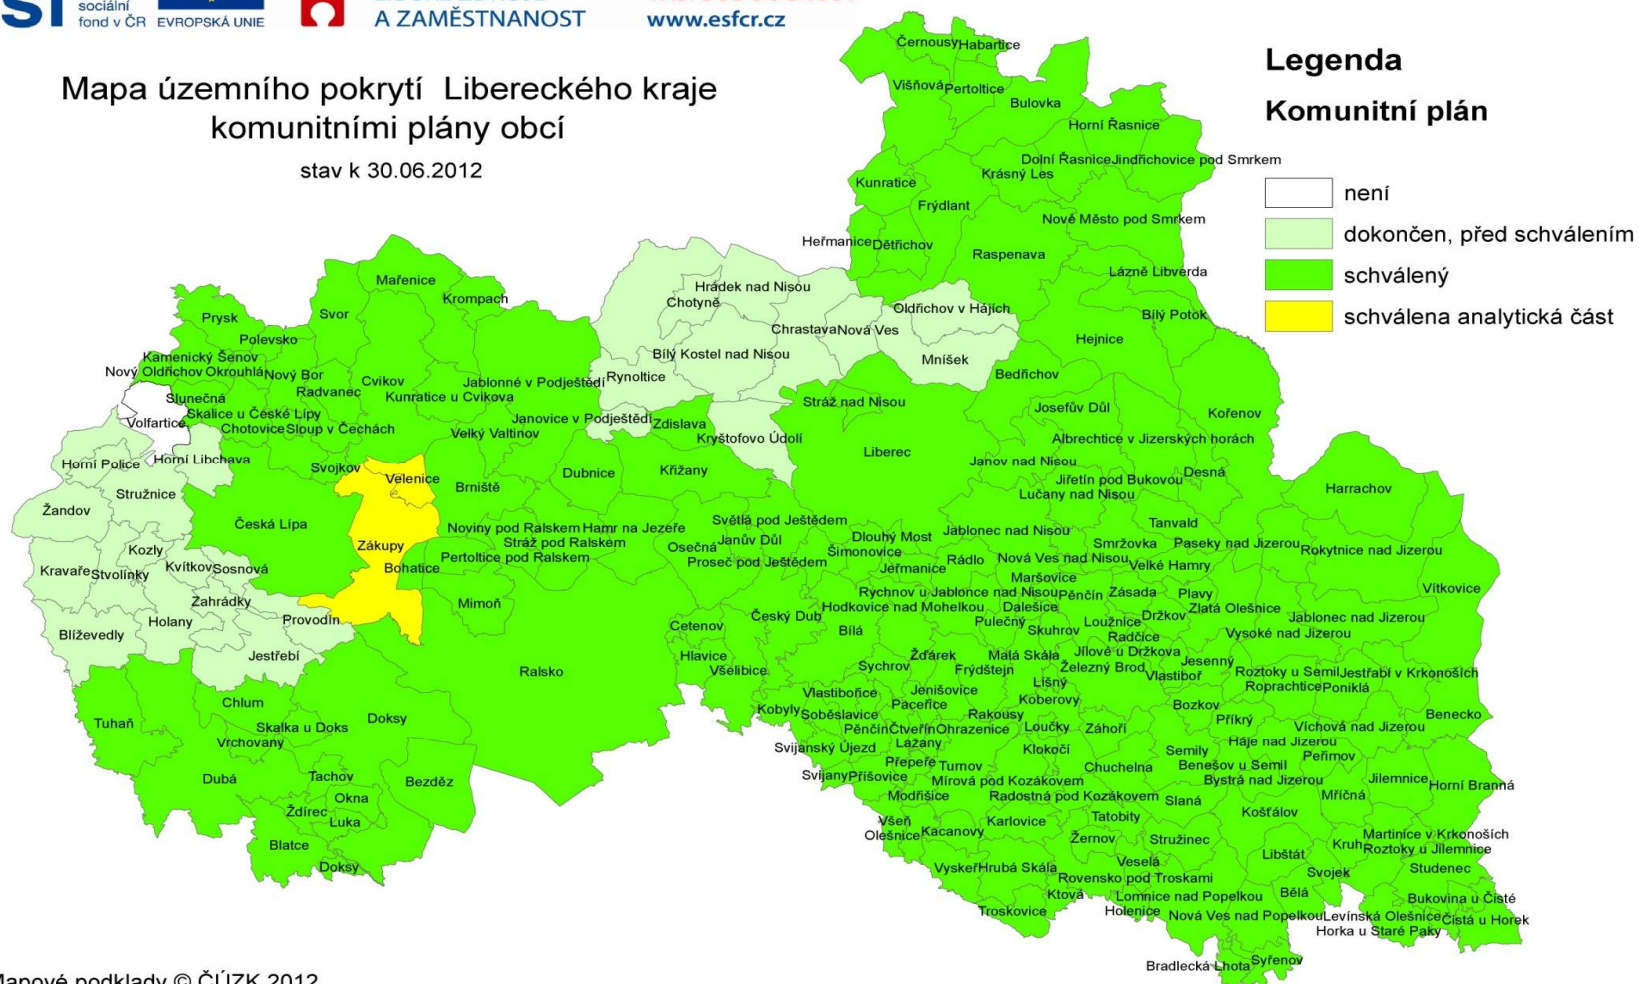 sociální
fond v ČR EVROPSKÁ UNIE
A ZAMĚSTNANOST
www.esfcr.cz
Mapa územního pokrytí Libereckého kraje
komunitními plány obcí
stav k 30.06.2012
Legenda
Komunitní plán
není
dokončen, před schválením
schválený
schválena analytická část
Černousy Habartice
Višňová Pertoltice
Bulovka
Horní Řasnice
Dolní Řasnice Jindřichovice pod Smrkem
Krásný Les
Kunratice
Frýdlant
Nové Město pod Smrkem
Heřmanice Dětřichov
Raspenava
Lázně Libverda
Mařenice
Krompach
Hrádek nad Nisou
Chotyně
Oldřichov v Hájích
Bílý Potok
Svor
Prysk
Polevsko
Chrastava Nová Ves
Hejnice
Kamenický Šenov
Bílý Kostel nad Nisou
Mníšek
Nový Oldřichov Okrouhlá Nový Bor
Cvikov
Jablonné v Podještědí Rynoltice
Bedřichov
Radvanec
Kunratice u Cvikova
Slunečná
Stráž nad Nisou
Josefův Důl
Kořenov
Skalice u České Lípy
Volfartice
Chotovice Sloup v Čechách
Janovice v Podještědí Zdislava
Velký Valtinov
Kryštofovo Údolí
Albrechtice v Jizerských horách
Liberec
Horní Police Horní Libchava
Svojkov
Velenice
Dubnice
Křižany
Janov nad Nisou
Desná
Jiřetín pod Bukovou
Brniště
Harrachov
Stružnice
Lučany nad Nisou
Žandov
Česká Lípa
Noviny pod Ralskem Hamr na Jezeře
Světlá pod Ještědem
Tanvald
Jablonec nad Nisou
Dlouhý Most
Stráž pod Ralskem
Janův Důl
Smržovka Paseky nad Jizerou Rokytnice nad Jizerou
Zákupy
Osečná
Šimonovice
Kozly
Pertoltice pod Ralskem
Proseč pod Ještědem
Rádlo Nová Ves nad Nisou
Velké Hamry
Kravaře Stvolínky Kvítkov Sosnová
Bohatice
Jeřmanice
Maršovice
Vítkovice
Rychnov u Jablonce nad Nisou Pěnčín Zásada Plavy
Zahrádky
Mimoň
Hodkovice nad Mohelkou Dalešice
Zlatá Olešnice
Holany
Provodín
Český Dub
Držkov
Jablonec nad Jizerou
Cetenov
Pulečný
Loužnice
Blíževedly
Bílá
Skuhrov
Radčice
Vysoké nad Jizerou
Jestřebí
Hlavice
Žďárek
Malá Skála
Jílové u Držkova
Sychrov
Frýdštejn
Železný Brod Jesenný
Ralsko
Všelibice
Roztoky u Semil Jestřabí v Krkonoších
Vlastiboř
Líšný
Roprachtice Poniklá
Vlastibořice
Jenišovice
Chlum
Koberovy
Paceřice
Bozkov
Kobyly Soběslavice
Rakousy
Benecko
Tuhaň
Doksy
Příkrý
Skalka u Doks
Pěnčín Čtveřín Ohrazenice
Loučky
Záhoří
Víchová nad Jizerou
Vrchovany
Lažany
Háje nad Jizerou
Svijanský Újezd
Klokočí
Semily
Peřimov
Přepeře Turnov
Chuchelna
Benešov u Semil
Dubá
Tachov
Bezděz
Svijany Příšovice
Mírová pod Kozákovem
Bystrá nad Jizerou
Jilemnice Horní Branná
Modřišice
Radostná pod Kozákovem Slaná
Mříčná
Okna
Ždírec
Luka
Všeň
Karlovice
Tatobity
Košťálov
Olešnice Kacanovy
Žernov
Stružinec
Martinice v Krkonoších
Blatce
Kruh Roztoky u Jilemnice
Libštát
Doksy
Vyskeř Hrubá Skála
Veselá
Svojek
Studenec
Rovensko pod Troskami
Ktová
Lomnice nad Popelkou
Bělá
Bukovina u Čisté
Troskovice
Holenice
Nová Ves nad Popelkou Levínská Olešnice Čistá u Horek
Horka u Staré Paky
Bradlecká Lhota Syřenov
Mapové podklady © ČÚZK 2012